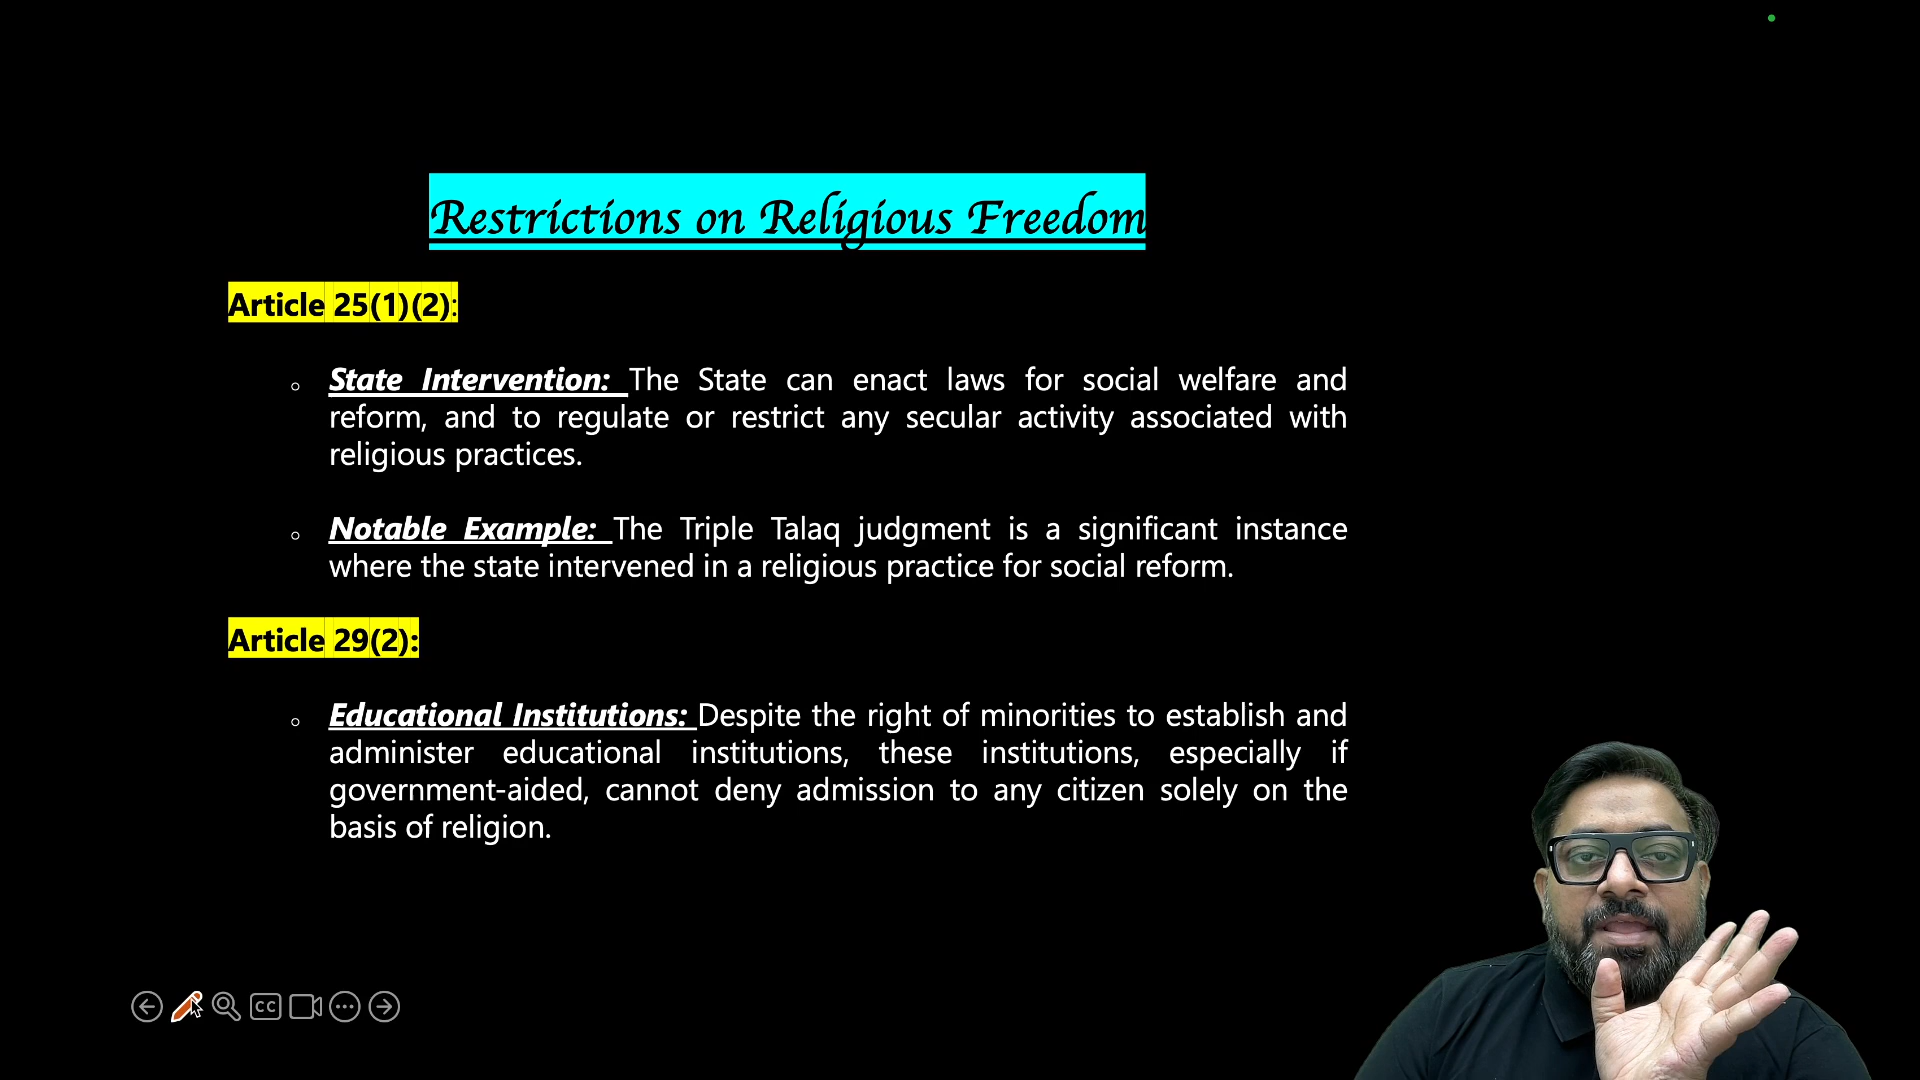 Restrictions on Religious Freedom
Article 25(1)(2):
State Intervention: The State can enact laws for social welfare and
reform, and to regulate or restrict any secular activity associated with
religious practices.
Notable Example: The Triple Talaq judgment is a significant instance
where the state intervened in a religious practice for social reform.
Article 29(2):
Educational Institutions: Despite the right of minorities to establish and
administer educational institutions, these institutions, especially if
government-aided, cannot deny admission to any citizen solely on the
basis of religion.
CC